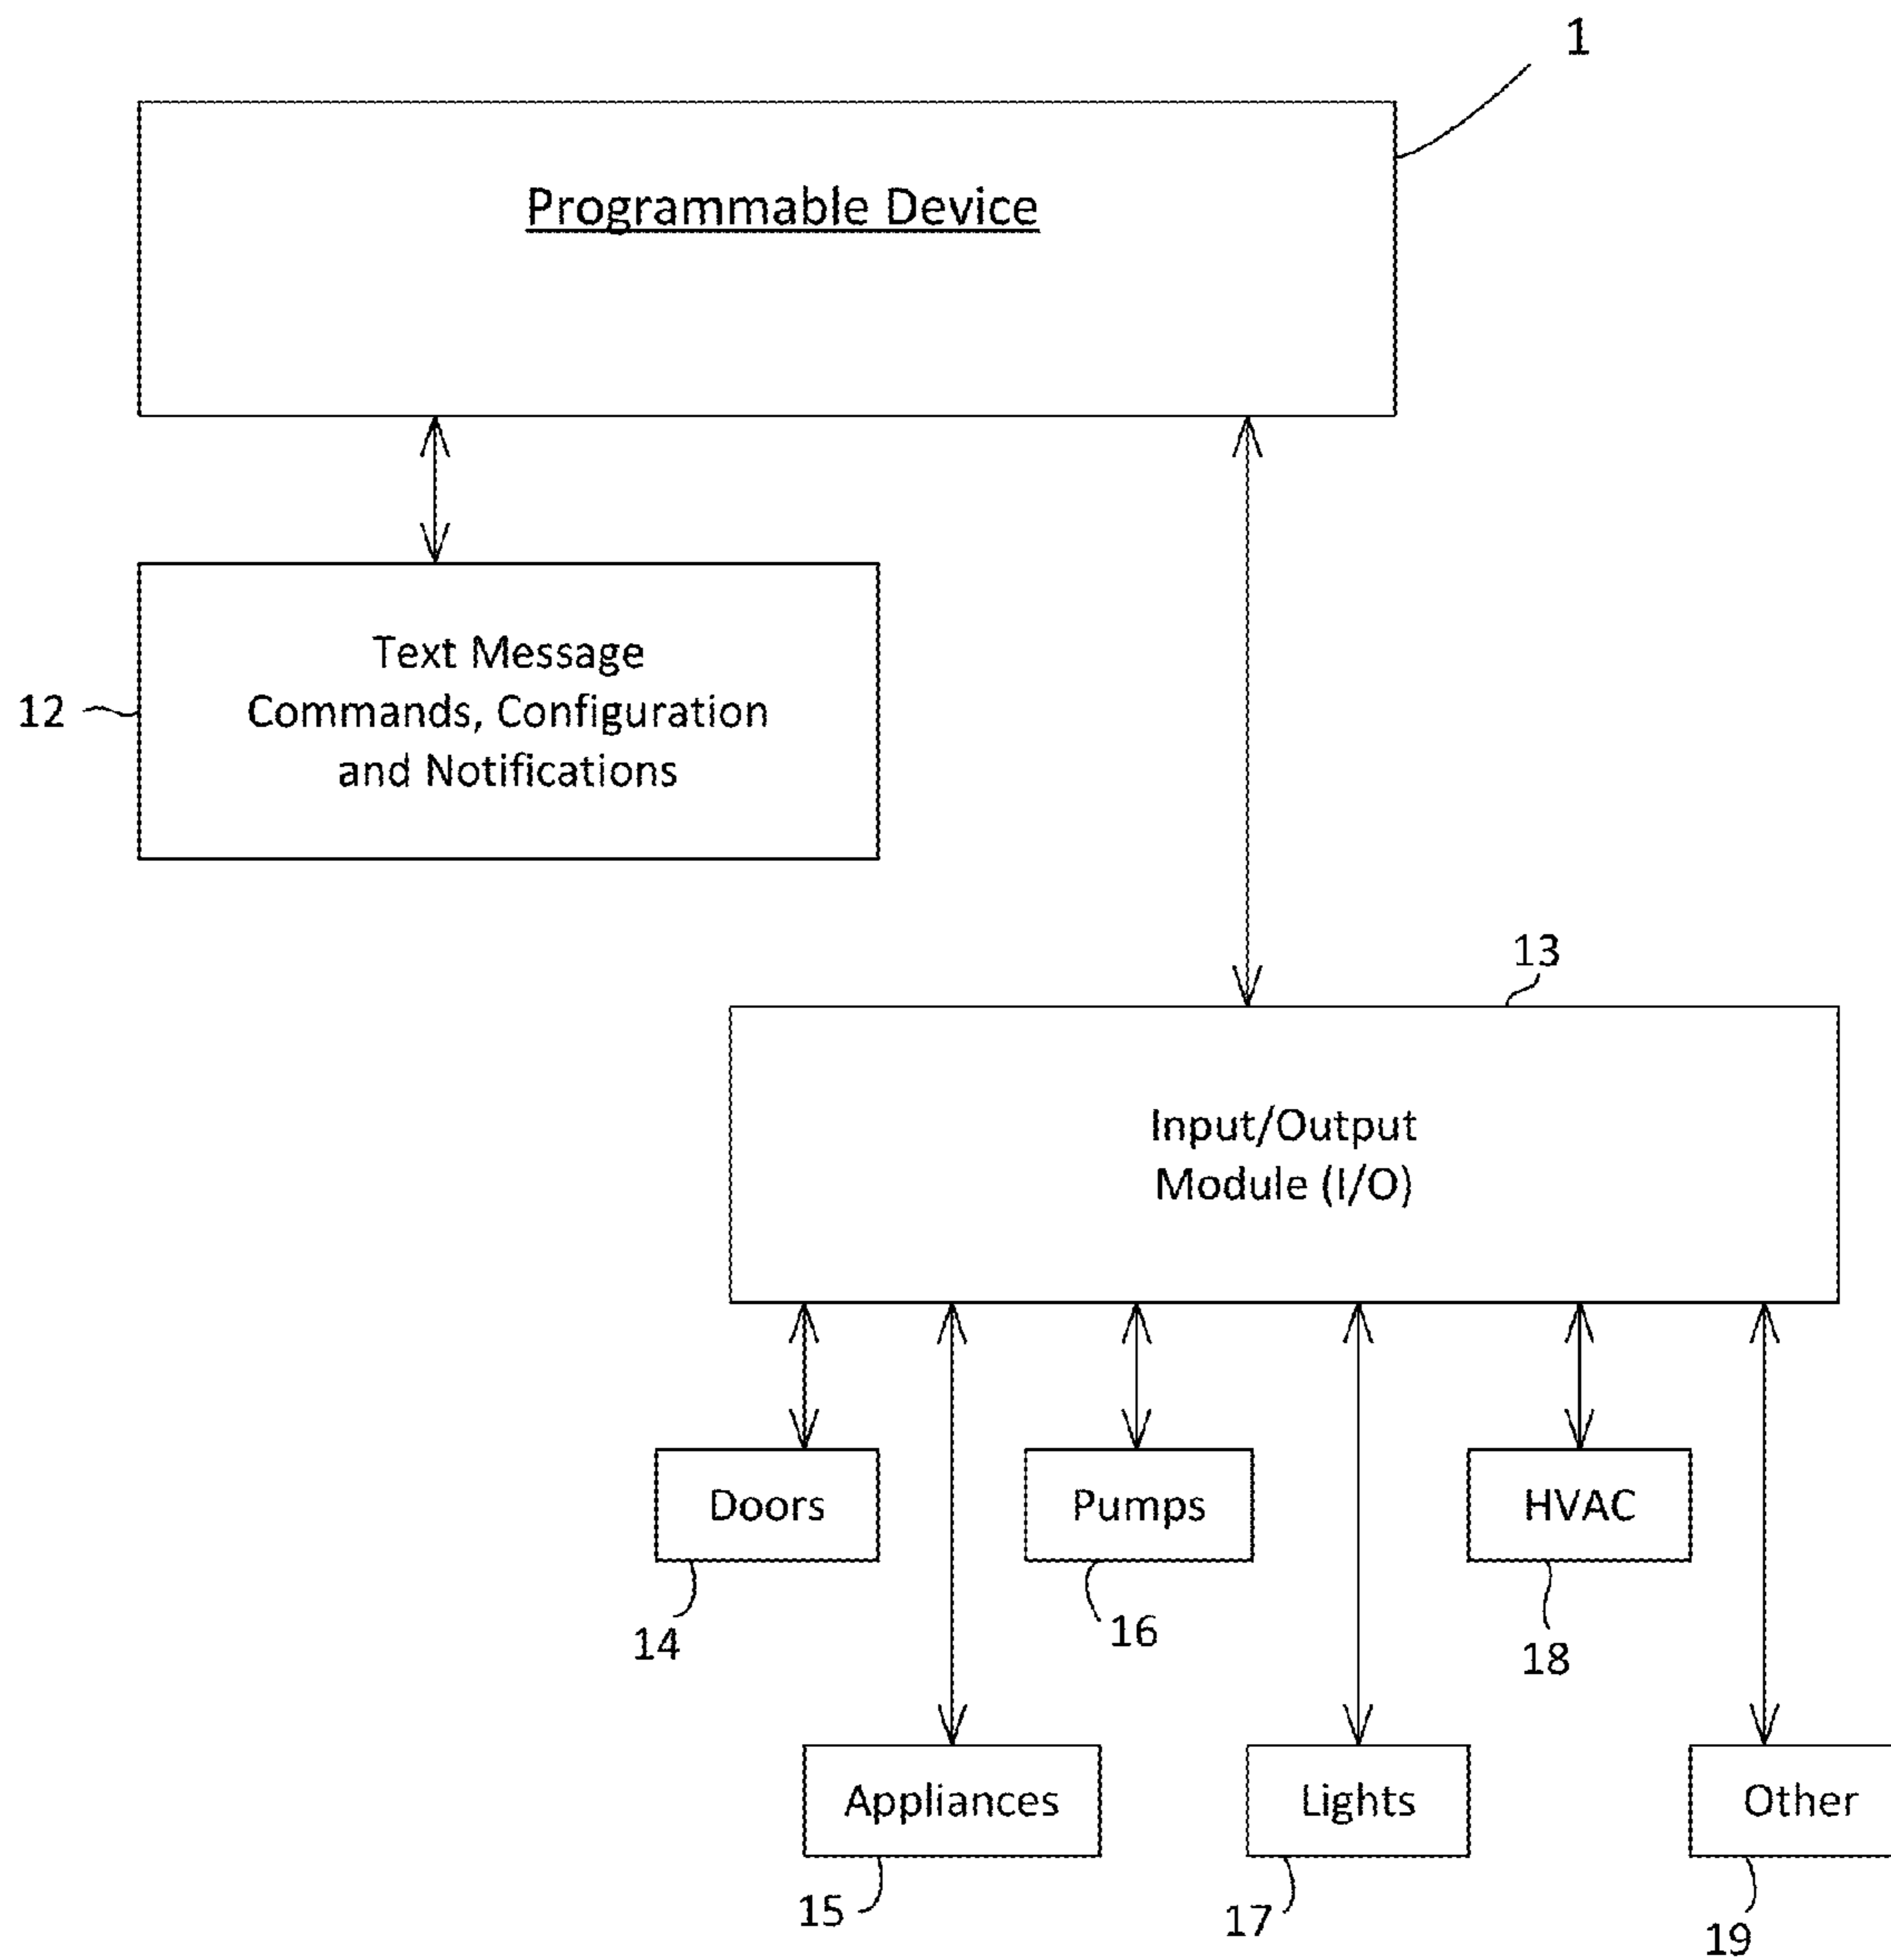 1
Programmable Device
12
Text Message
Commands, Configuration
and Notifications
13
Input/Output
Module (I/O)
Doors
Pumps
HVAC
14
16
18
Appliances
Lights
Other
15
17
19